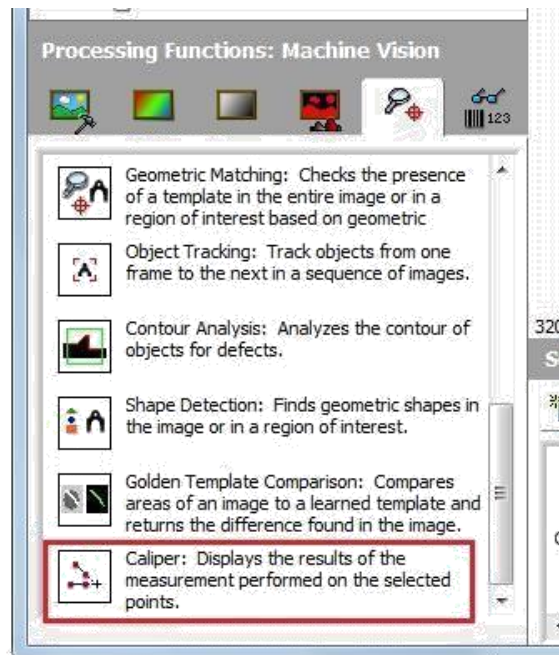 Processing Functions: Machine Vision
123
Geometric Matching: Checks the presence
of a template in the entire image or in a
region of interest based on geometric
Object Tracking: Track objects from one
frame to the next in a sequence of images.
Contour Analysis: Analyzes the contour of
objects for defects.
320
S
Shape Detection: Finds geometric shapes in
the image or in a region of interest.
Golden Template Comparison: Compares
areas of an image to a learned template and
returns the difference found in the image.
Caliper: Displays the results of the
measurement performed on the selected
points.